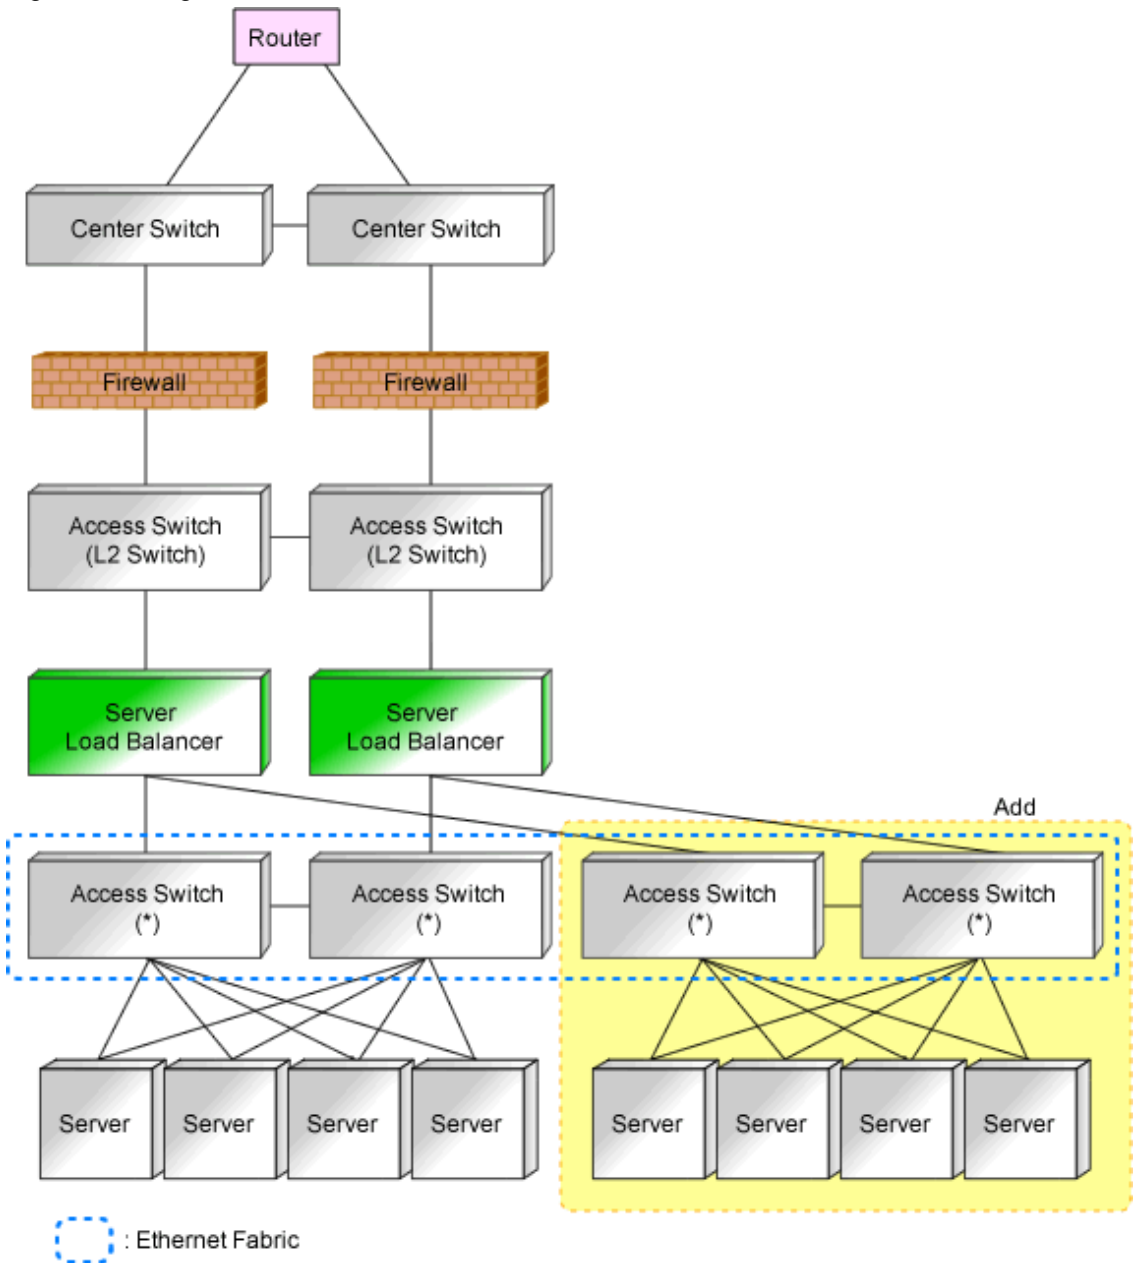 Router
Center Switch
Center Switch
Firewall
Firewall
Access Switch
(L2 Switch)
Access Switch
(L2 Switch)
Server
Load Balancer
Server
Load Balancer
Add
Access Switch
(*)
Access Switch
(*)
Access Switch
(*)
Access Switch
(*)
Server
Server
Server
Server
Server
Server
Server
Server
: Ethernet Fabric